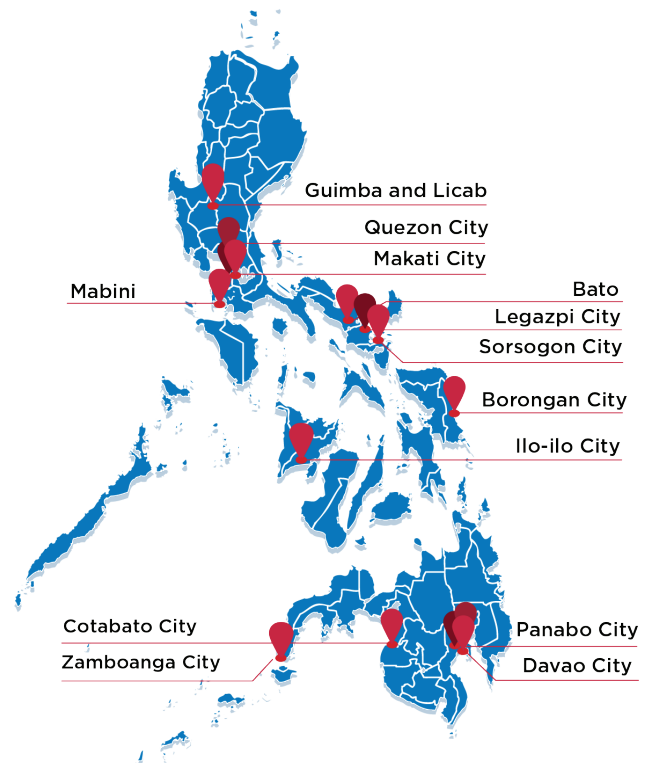 Guimba and Licab
Quezon City
Makati City
Mabini
Bato
Legazpi City
Sorsogon City
Borongan City
Ilo-ilo City
Cotabato City
Panabo City
Zamboanga City
Davao City